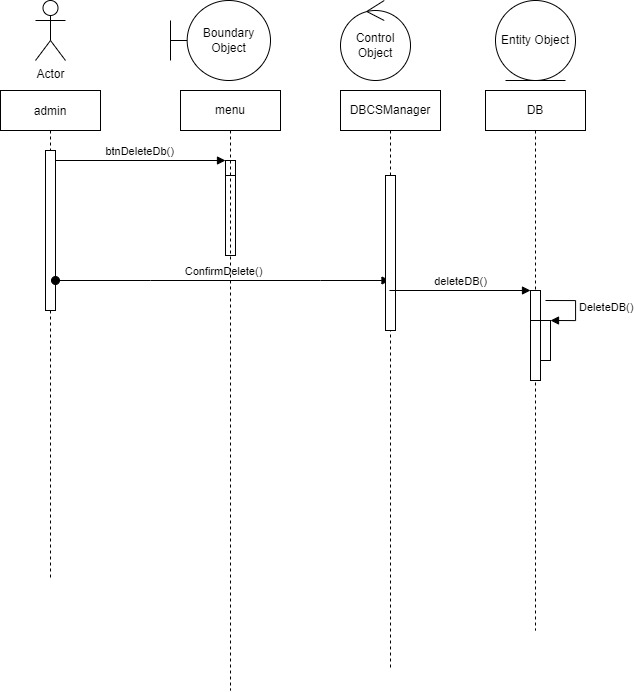 Boundary
Object
Control
Object
Entity Object
Actor
admin
menu
DBCSManager
DB
btnDeleteDb()
ConfirmDelete()
deleteDB()
DeleteDB()